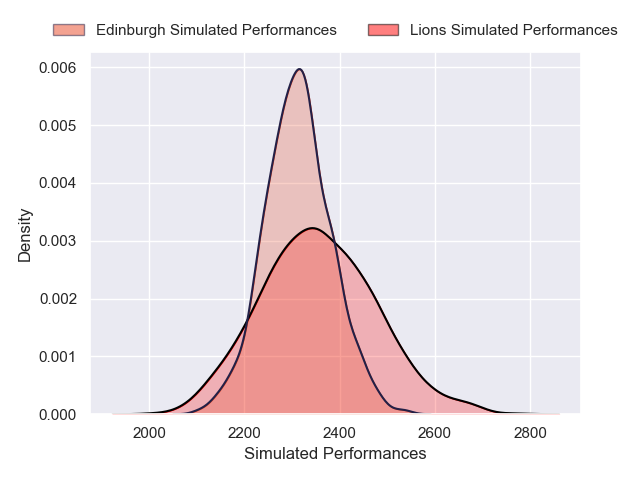 Edinburgh Simulated Performances Lions Simulated Performances
0.006
0.005
0.004
0.003
0.002
0.001
0.000
Density
2000 2200 2400 2600 2800
Simulated Performances